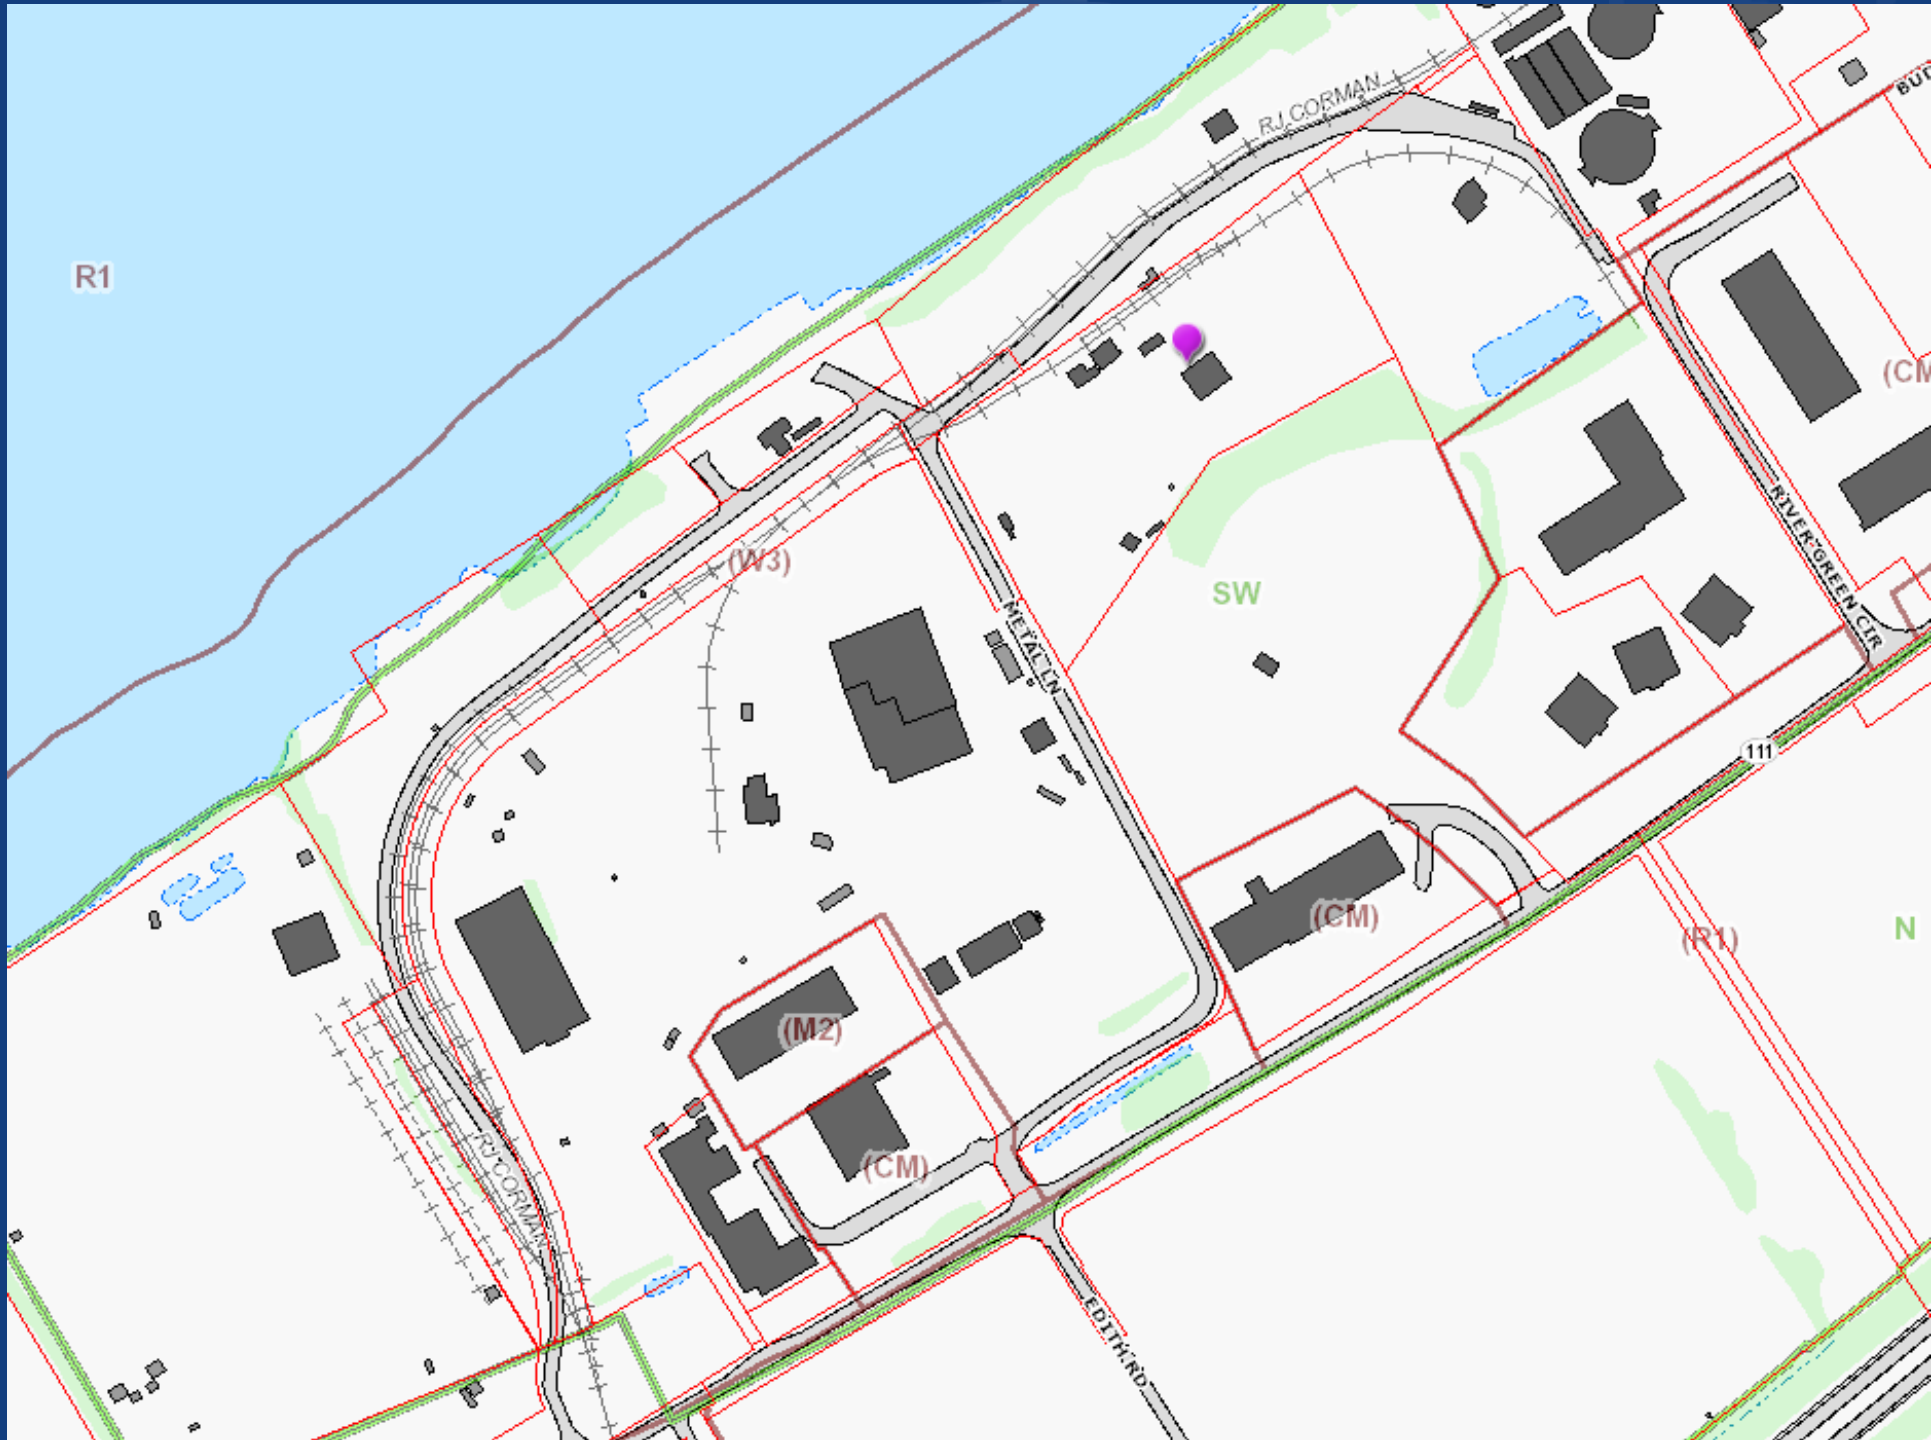 RJ CORMAN
R1
(CM
(W3)
SW
METAL LN
RIVER GREEN CIR
111
(CM)
(R1)
N
(M2)
(CM)
RJ CORMAN
EDITH RD